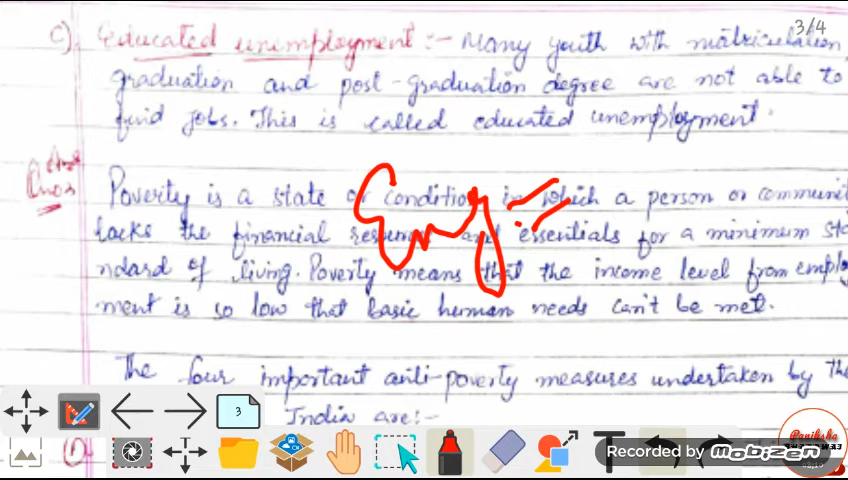 3/4
C). Educated unemployment :- Many youth with matriculation,
graduation and post-graduation degree are not able to
find jobs. This is called educated unemployment.
Poverty is a state or condition in which a person or communit
lacks the financial resources and essentials for a minimum sta
ndard of living. Poverty means that the income level from employ
ment is so low that basic human needs can't be met.
Eng :-
The four important anti-poverty measures undertaken by the
India are:-
3
①
T
Recorded by mobizen